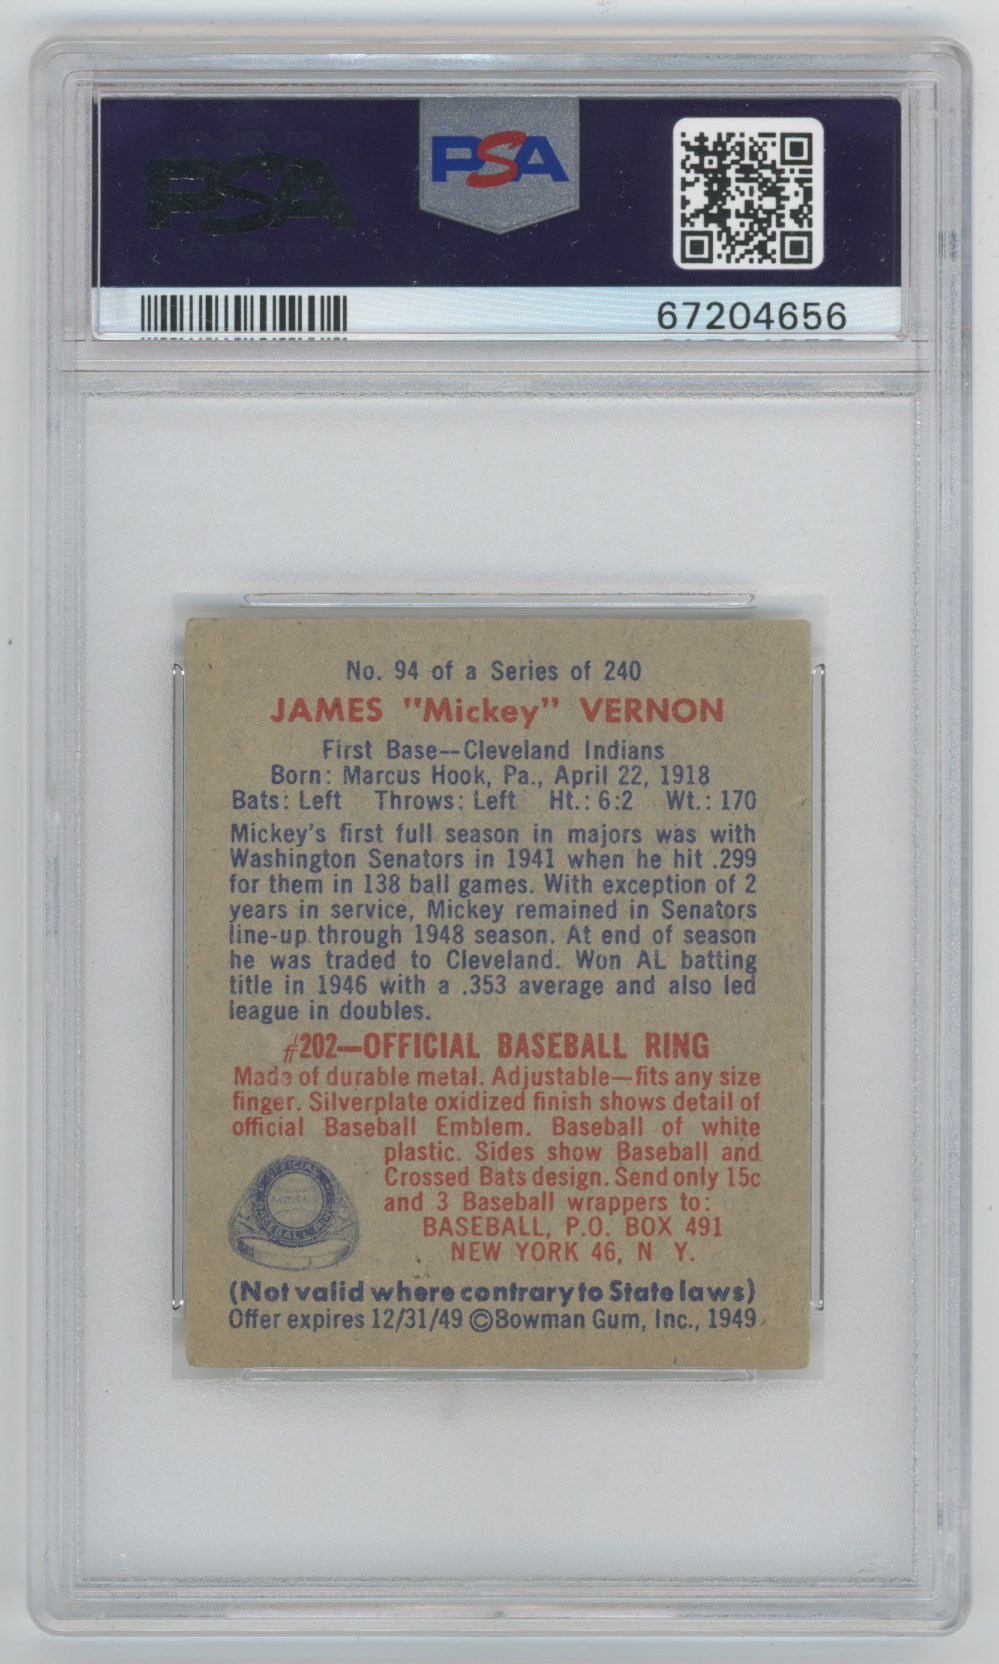 PSA
PSA
67204656
No. 94 of a Series of 240
JAMES "Mickey" VERNON
First Base--Cleveland Indians
Born: Marcus Hook, Pa., April 22, 1918
Bats: Left Throws: Left Ht.: 6:2 Wt.: 170
Mickey's first full season in majors was with
Washington Senators in 1941 when he hit .299
for them in 138 ball games. With exception of 2
years in service, Mickey remained in Senators
line-up through 1948 season. At end of season
he was traded to Cleveland. Won AL batting
title in 1946 with a .353 average and also led
league in doubles.
#202—OFFICIAL BASEBALL RING
Made of durable metal. Adjustable—fits any size
finger. Silverplate oxidized finish shows detail of
official Baseball Emblem. Baseball of white
plastic. Sides show Baseball and
Crossed Bats design. Send only 15c
and 3 Baseball wrappers to:
BASEBALL, P.O. BOX 491
NEW YORK 46, N Y.
OFFICIAL
BASEBALL RING
(Not valid where contrary to State laws)
Offer expires 12/31/49 ©Bowman Gum, Inc., 1949